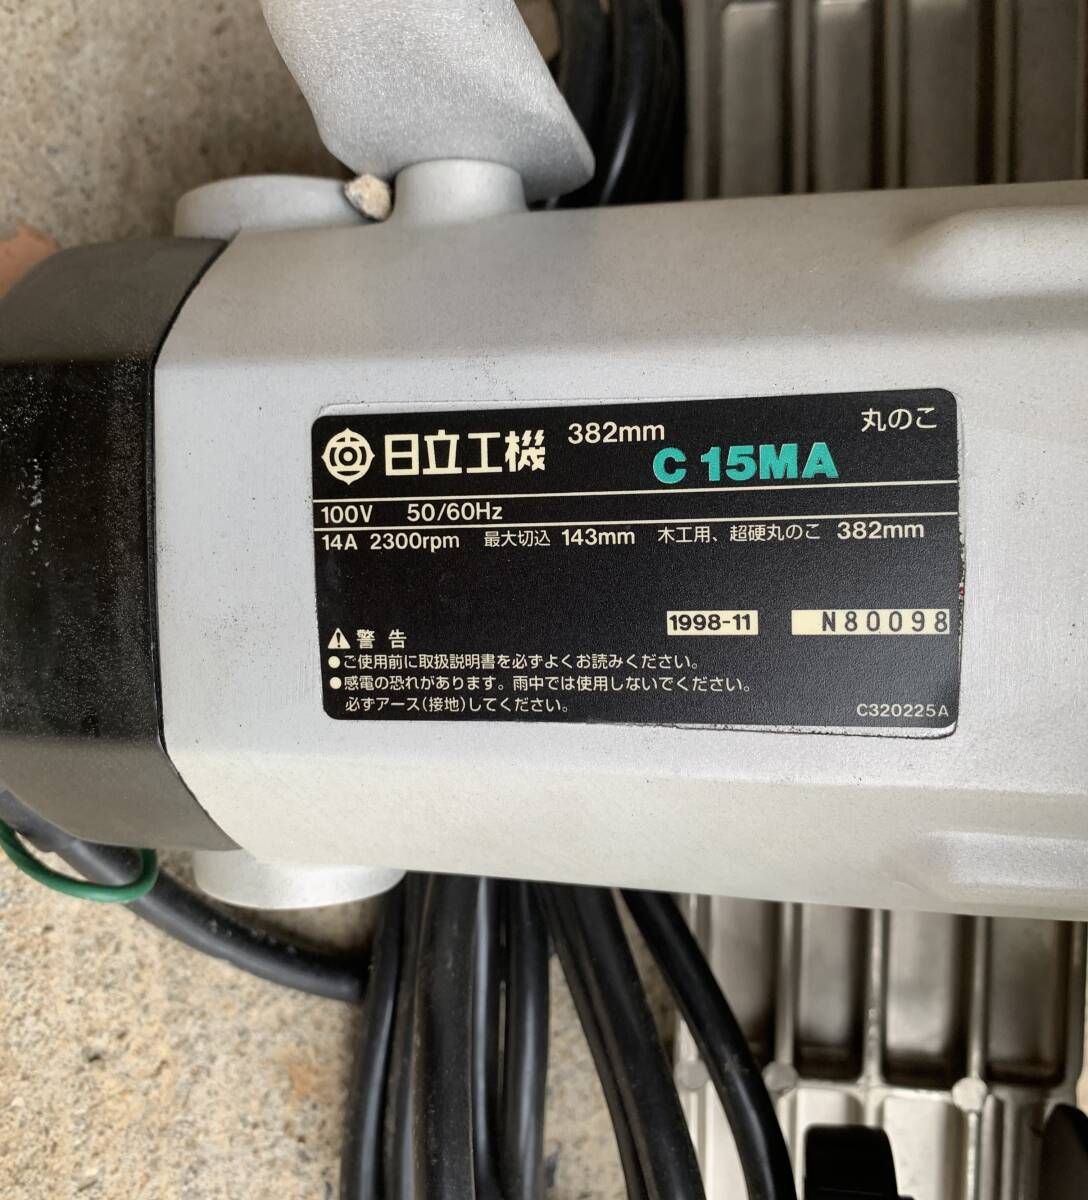 日立工機 382mm C 15MA 丸のこ
100V 50/60Hz
14A 2300rpm 最大切込 143mm 木工用、超硬丸のこ 382mm
1998-11 N80098
警告
●ご使用前に取扱説明書を必ずよくお読みください。
●感電の恐れがあります。雨中では使用しないでください。
必ずアース(接地)してください。
C320225A